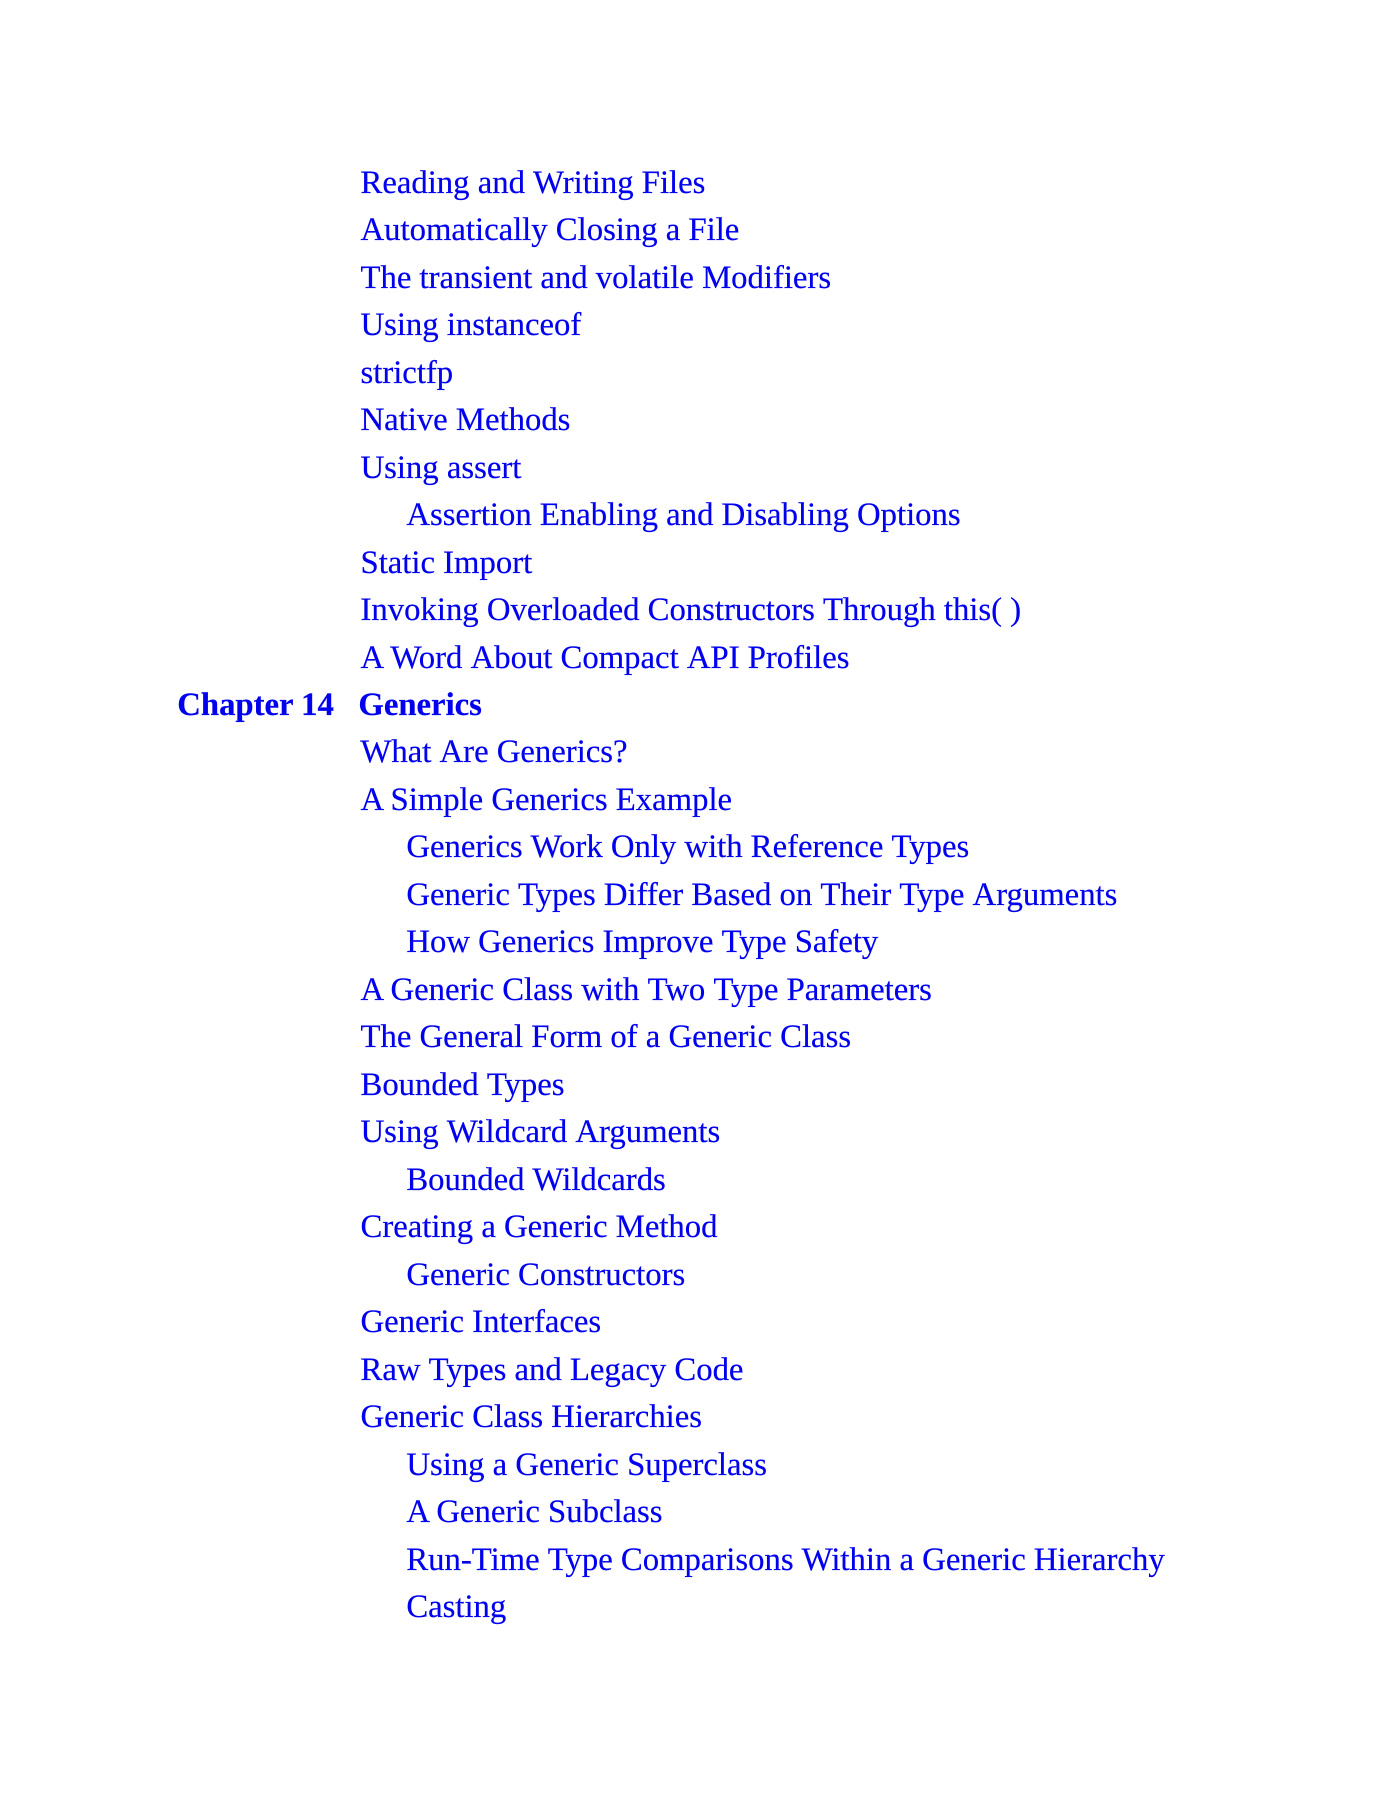 Reading and Writing Files
Automatically Closing a File
The transient and volatile Modifiers
Using instanceof
strictfp
Native Methods
Using assert
Assertion Enabling and Disabling Options
Static Import
Invoking Overloaded Constructors Through this( )
A Word About Compact API Profiles
Chapter 14 Generics
What Are Generics?
A Simple Generics Example
Generics Work Only with Reference Types
Generic Types Differ Based on Their Type Arguments
How Generics Improve Type Safety
A Generic Class with Two Type Parameters
The General Form of a Generic Class
Bounded Types
Using Wildcard Arguments
Bounded Wildcards
Creating a Generic Method
Generic Constructors
Generic Interfaces
Raw Types and Legacy Code
Generic Class Hierarchies
Using a Generic Superclass
A Generic Subclass
Run-Time Type Comparisons Within a Generic Hierarchy
Casting